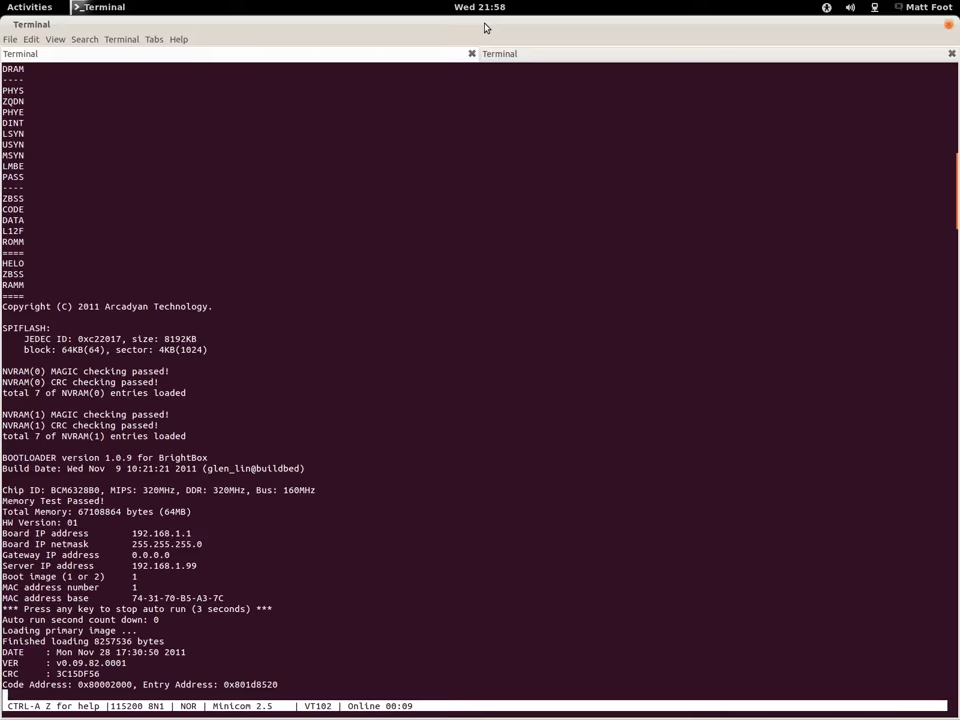 Activities >_Terminal Wed 21:58 Matt Foot
Terminal
File Edit View Search Terminal Tabs Help
Terminal Terminal
DRAM
----
PHYS
ZQDN
PHYE
DINT
LSYN
USYN
MSYN
LMBE
PASS
----
ZBSS
CODE
DATA
L12F
ROMM
====
HELO
ZBSS
RAMM
====
Copyright (C) 2011 Arcadyan Technology.
SPIFLASH:
JEDEC ID: 0xc22017, size: 8192KB
block: 64KB(64), sector: 4KB(1024)
NVRAM(0) MAGIC checking passed!
NVRAM(0) CRC checking passed!
total 7 of NVRAM(0) entries loaded
NVRAM(1) MAGIC checking passed!
NVRAM(1) CRC checking passed!
total 7 of NVRAM(1) entries loaded
BOOTLOADER version 1.0.9 for BrightBox
Build Date: Wed Nov  9 10:21:21 2011 (glen_lin@buildbed)
Chip ID: BCM6328B0, MIPS: 320MHz, DDR: 320MHz, Bus: 160MHz
Memory Test Passed!
Total Memory: 67108864 bytes (64MB)
HW Version: 01
Board IP address 192.168.1.1
Board IP netmask 255.255.255.0
Gateway IP address 0.0.0.0
Server IP address 192.168.1.99
Boot image (1 or 2) 1
MAC address number 1
MAC address base 74-31-70-B5-A3-7C
*** Press any key to stop auto run (3 seconds) ***
Auto run second count down: 0
Loading primary image ...
Finished loading 8257536 bytes
DATE : Mon Nov 28 17:30:50 2011
VER : v0.09.82.0001
CRC : 3C15DF56
Code Address: 0x80002000, Entry Address: 0x801d8520
CTRL-A Z for help |115200 8N1 | NOR | Minicom 2.5 | VT102 | Online 00:09